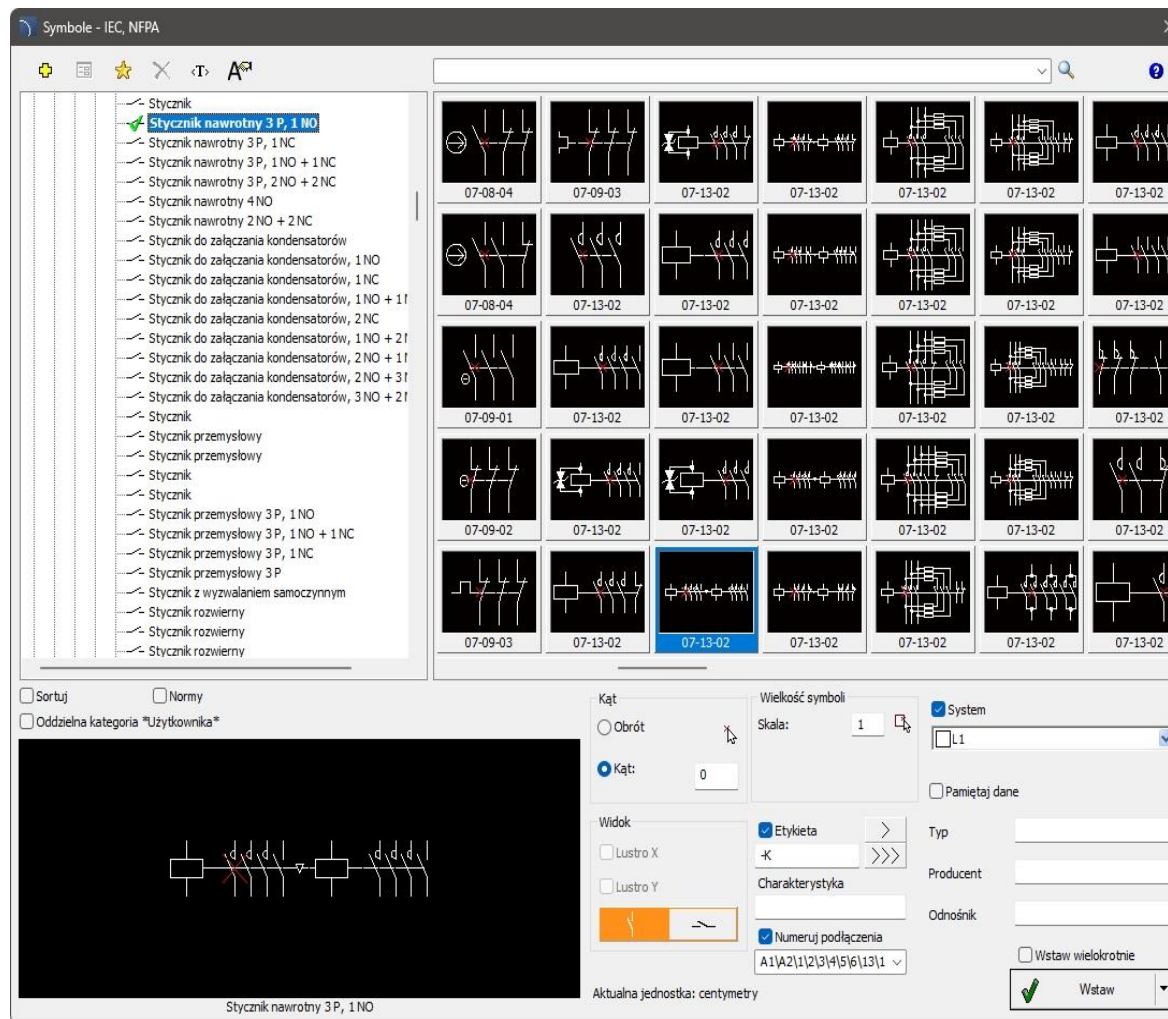 Symbole - IEC, NFPA
‹T›
A
Stycznik
Stycznik nawrotny 3 P, 1 NO
Stycznik nawrotny 3 P, 1 NC
Stycznik nawrotny 3 P, 1 NO + 1 NC
Stycznik nawrotny 3 P, 2 NO + 2 NC
Stycznik nawrotny 4 NO
Stycznik nawrotny 2 NO + 2 NC
Stycznik do załączania kondensatorów
Stycznik do załączania kondensatorów, 1 NO
Stycznik do załączania kondensatorów, 1 NC
Stycznik do załączania kondensatorów, 1 NO + 1
Stycznik do załączania kondensatorów, 2 NC
Stycznik do załączania kondensatorów, 1 NO + 2
Stycznik do załączania kondensatorów, 2 NO + 1
Stycznik do załączania kondensatorów, 2 NO + 3
Stycznik do załączania kondensatorów, 3 NO + 2
Stycznik
Stycznik przemysłowy
Stycznik przemysłowy
Stycznik
Stycznik
Stycznik przemysłowy 3 P, 1 NO
Stycznik przemysłowy 3 P, 1 NO + 1 NC
Stycznik przemysłowy 3 P, 1 NC
Stycznik przemysłowy 3 P
Stycznik z wyzwalaniem samoczynnym
Stycznik rozwierny
Stycznik rozwierny
Stycznik rozwierny
07-08-04 07-09-03 07-13-02 07-13-02 07-13-02 07-13-02 07-13-02
07-08-04 07-13-02 07-13-02 07-13-02 07-13-02 07-13-02 07-13-02
07-09-01 07-13-02 07-13-02 07-13-02 07-13-02 07-13-02 07-13-02
07-09-02 07-13-02 07-13-02 07-13-02 07-13-02 07-13-02 07-13-02
07-09-03 07-13-02 07-13-02 07-13-02 07-13-02 07-13-02 07-13-02
Sortuj Normy
Oddzielna kategoria *Użytkownika*
Stycznik nawrotny 3 P, 1 NO
Kąt
Obrót
Kąt: 0
Widok
Lustro X
Lustro Y
Wielkość symboli
Skala: 1
Etykieta >
-K >>>
Charakterystyka
Numeruj podłączenia
A1\A2\1\2\3\4\5\6\13\1
Aktualna jednostka: centymetry
System
L1
Pamiętaj dane
Typ
Producent
Odnośnik
Wstaw wielokrotnie
Wstaw